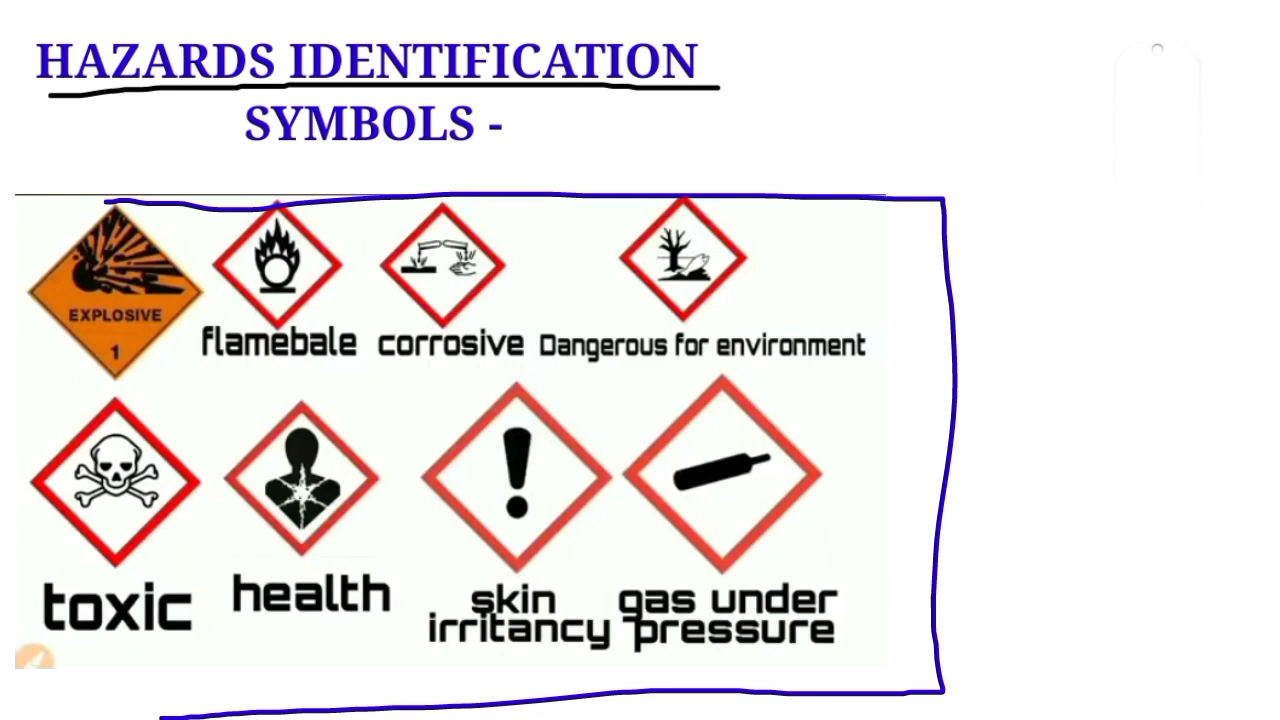 HAZARDS IDENTIFICATION
SYMBOLS -
EXPLOSIVE
1
flamebale
corrosive
Dangerous for environment
toxic
health
skin
irritancy
gas under
pressure